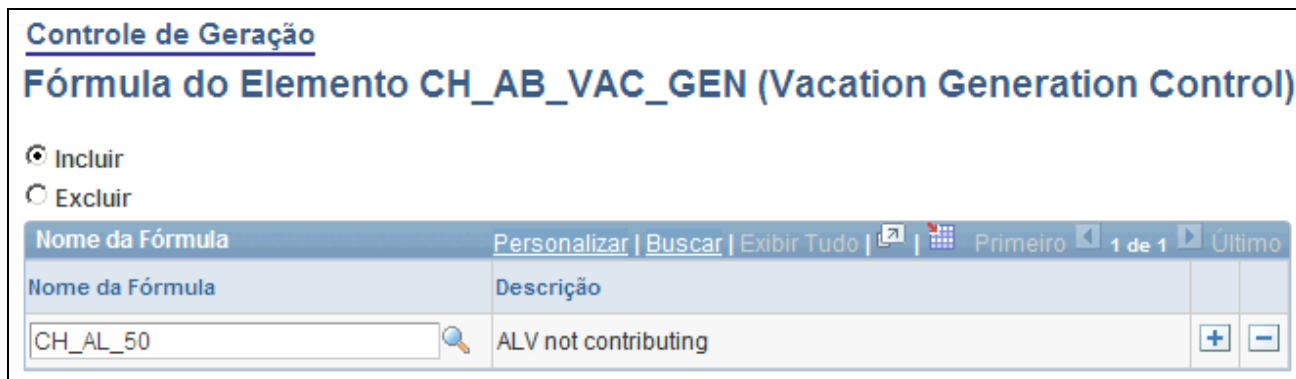 Controle de Geração
Fórmula do Elemento CH_AB_VAC_GEN (Vacation Generation Control)
Incluir
Excluir
Nome da Fórmula Personalizar | Buscar | Exibir Tudo | | Primeiro 1 de 1 Último
Nome da Fórmula Descrição
CH_AL_50 ALV not contributing + -